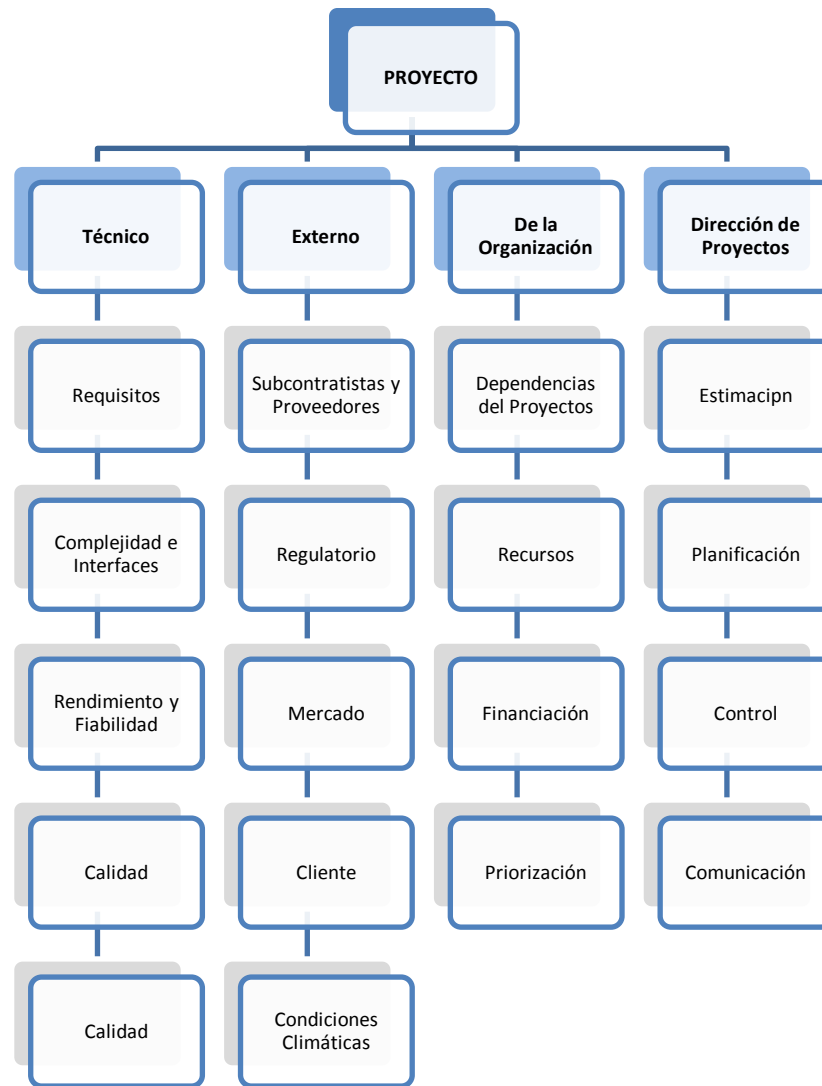 PROYECTO
Técnico
Externo
De la
Organización
Dirección de
Proyectos
Requisitos
Subcontratistas y
Proveedores
Dependencias
del Proyectos
Estimacipn
Complejidad e
Interfaces
Regulatorio
Recursos
Planificación
Rendimiento y
Fiabilidad
Mercado
Financiación
Control
Calidad
Cliente
Priorización
Comunicación
Calidad
Condiciones
Climáticas